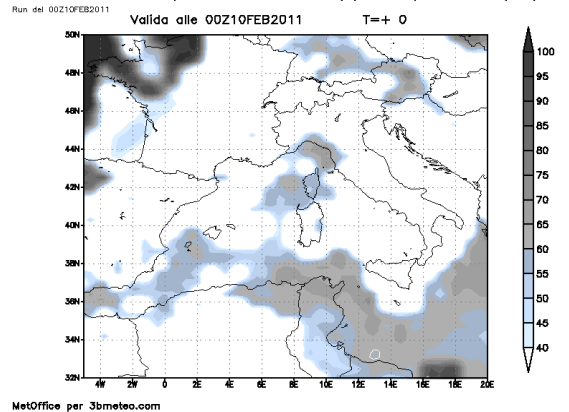 Run del 00Z10FEB2011
Valida alle 00Z10FEB2011 T=+ 0
50N
48N
46N
44N
42N
40N
38N
36N
34N
32N
4W 2W 0 2E 4E 6E 8E 10E 12E 14E 16E 18E 20E
100
95
90
85
80
75
70
65
60
55
50
45
40
MetOffice per 3bmeteo.com